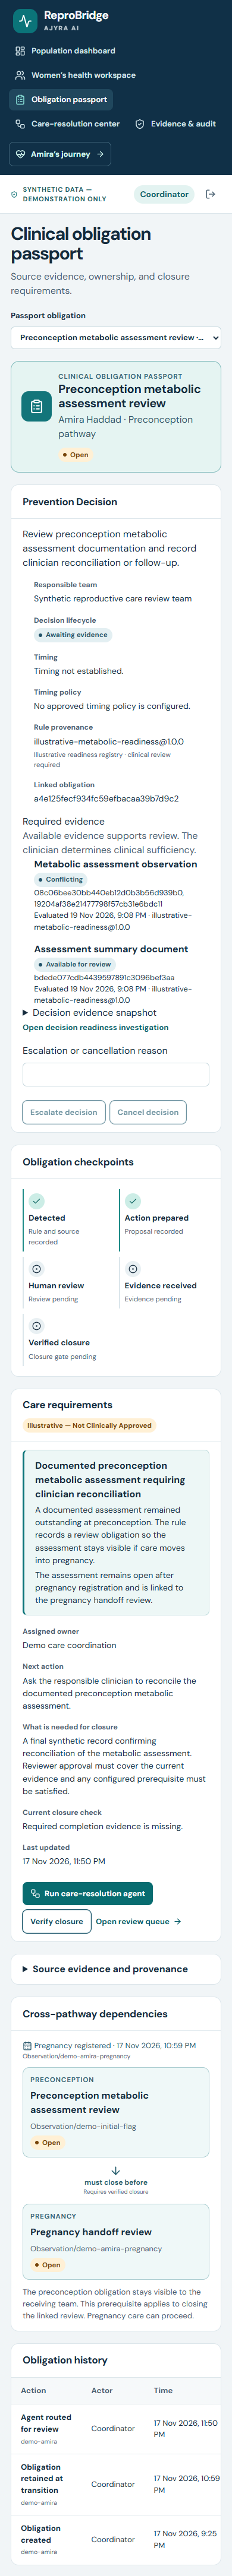 ReproBridge
AJYRA AI
Population dashboard
Women's health workspace
Obligation passport
Care-resolution center
Evidence & audit
Amira's journey
SYNTHETIC DATA —
DEMONSTRATION ONLY
Coordinator
Clinical obligation
passport
Source evidence, ownership, and closure
requirements.
Passport obligation
Preconception metabolic assessment review -...
CLINICAL OBLIGATION PASSPORT
Preconception metabolic
assessment review
Amira Haddad · Preconception
pathway
Open
Prevention Decision
Review preconception metabolic
assessment documentation and record
clinician reconciliation or follow-up.
Responsible team
Synthetic reproductive care review team
Decision lifecycle
Awaiting evidence
Timing
Timing not established.
Timing policy
No approved timing policy is configured.
Rule provenance
illustrative-metabolic-readiness@1.0.0
Illustrative readiness registry · clinical review
required
Linked obligation
a4e125fecf934fc59efbacaa39b7d9c2
Required evidence
Available evidence supports review. The
clinician determines clinical sufficiency.
Metabolic assessment observation
Conflicting
08c06bee30bb440eb12d0b3b56d939b0,
19204af38e21477798f57cb31e6bdc11
Evaluated 19 Nov 2026, 9:08 PM · illustrative-
metabolic-readiness@1.0.0
Assessment summary document
Available for review
bdede077cdb4439597891c3096bef3aa
Evaluated 19 Nov 2026, 9:08 PM · illustrative-
metabolic-readiness@1.0.0
Decision evidence snapshot
Open decision readiness investigation
Escalation or cancellation reason
Escalate decision
Cancel decision
Obligation checkpoints
Detected
Rule and source
recorded
Action prepared
Proposal recorded
Human review
Review pending
Evidence received
Evidence pending
Verified closure
Closure gate pending
Care requirements
Illustrative — Not Clinically Approved
Documented preconception
metabolic assessment requiring
clinical reconciliation
A documented assessment remained
outstanding at preconception. The rule
records a review obligation so the
assessment stays visible if care moves
into pregnancy.
The assessment remains open after
pregnancy registration and is linked to
the pregnancy handoff review.
Assigned owner
Demo care coordination
Next action
Ask the responsible clinician to reconcile the
documented preconception metabolic
assessment.
What is needed for closure
A final synthetic record confirming
reconciliation of the metabolic assessment.
Reviewer approval must cover the current
evidence and any configured prerequisite must
be satisfied.
Current closure check
Required completion evidence is missing.
Last updated
17 Nov 2026, 11:50 PM
Run care-resolution agent
Verify closure
Open review queue
Source evidence and provenance
Cross-pathway dependencies
Pregnancy registered · 17 Nov 2026, 10:59 PM
Observation/demo-amira-pregnancy
PRECONCEPTION
Preconception metabolic
assessment review
Observation/demo-initial-flag
Open
must close before
Requires verified closure
PREGNANCY
Pregnancy handoff review
Observation/demo-amira-pregnancy
Open
The preconception obligation stays visible to the
receiving team. This prerequisite applies to closing
the linked review. Pregnancy care can proceed.
Obligation history
Action
Actor
Time
Agent routed
for review
demo-amira
Coordinator
17 Nov 2026, 11:50
PM
Obligation
retained at
transition
demo-amira
Coordinator
17 Nov 2026, 10:59
PM
Obligation
created
demo-amira
Coordinator
17 Nov 2026, 9:25
PM